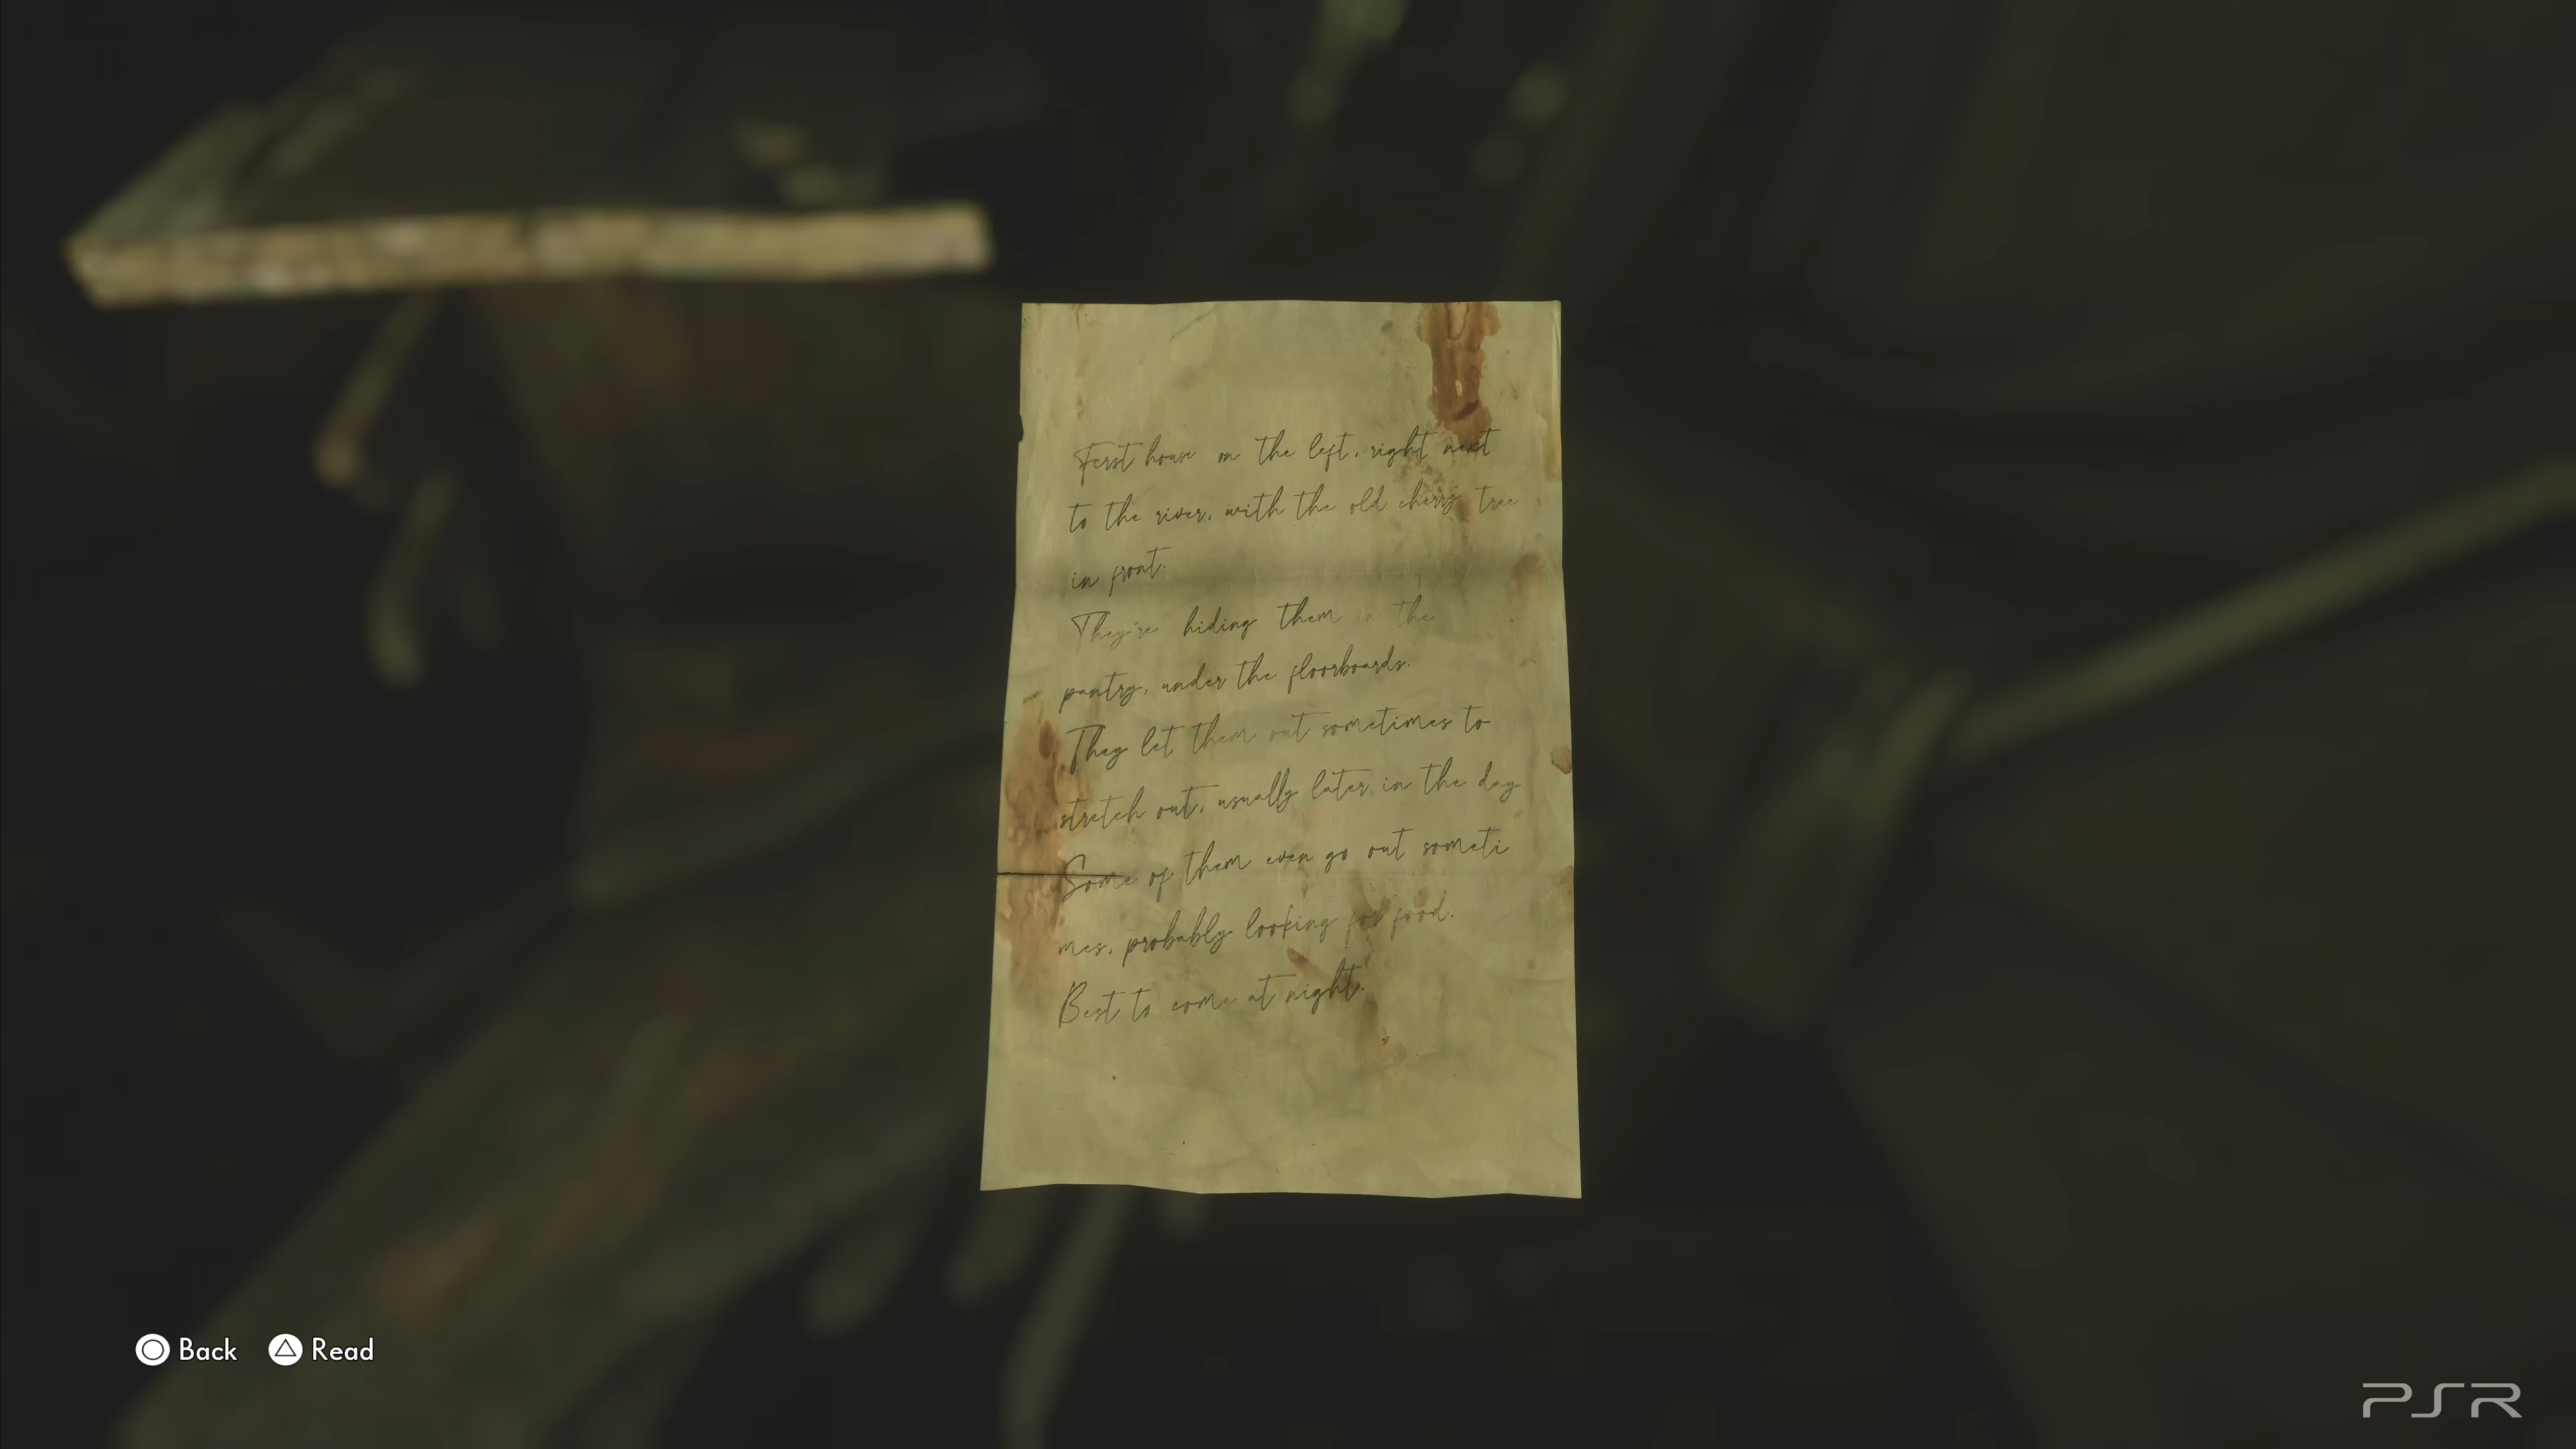 First house on the left, right next
to the river, with the old cherry tree
in front.
They're hiding them in the
pantry, under the floorboards.
They let them out sometimes to
stretch out, usually later in the day
Some of them even go out someti
mes, probably looking for food.
Best to come at night.
Back Read
PSR